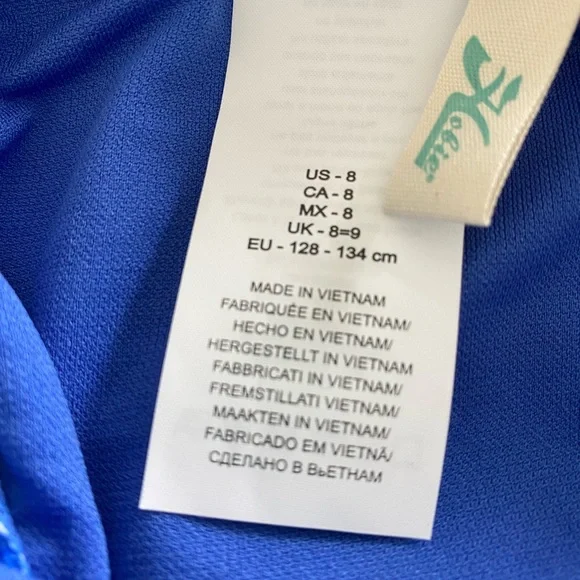 Hobie
US - 8
CA - 8
MX - 8
UK - 8=9
EU - 128 - 134 cm
MADE IN VIETNAM
FABRIQUÉE EN VIETNAM/
HECHO EN VIETNAM/
HERGESTELLT IN VIETNAM
FABBRICATI IN VIETNAM/
FREMSTILLATI VIETNAM/
MAAKTEN IN VIETNAM/
FABRICADO EM VIETNÃ/
СДЕЛАНО В ВЬЕТНАМ